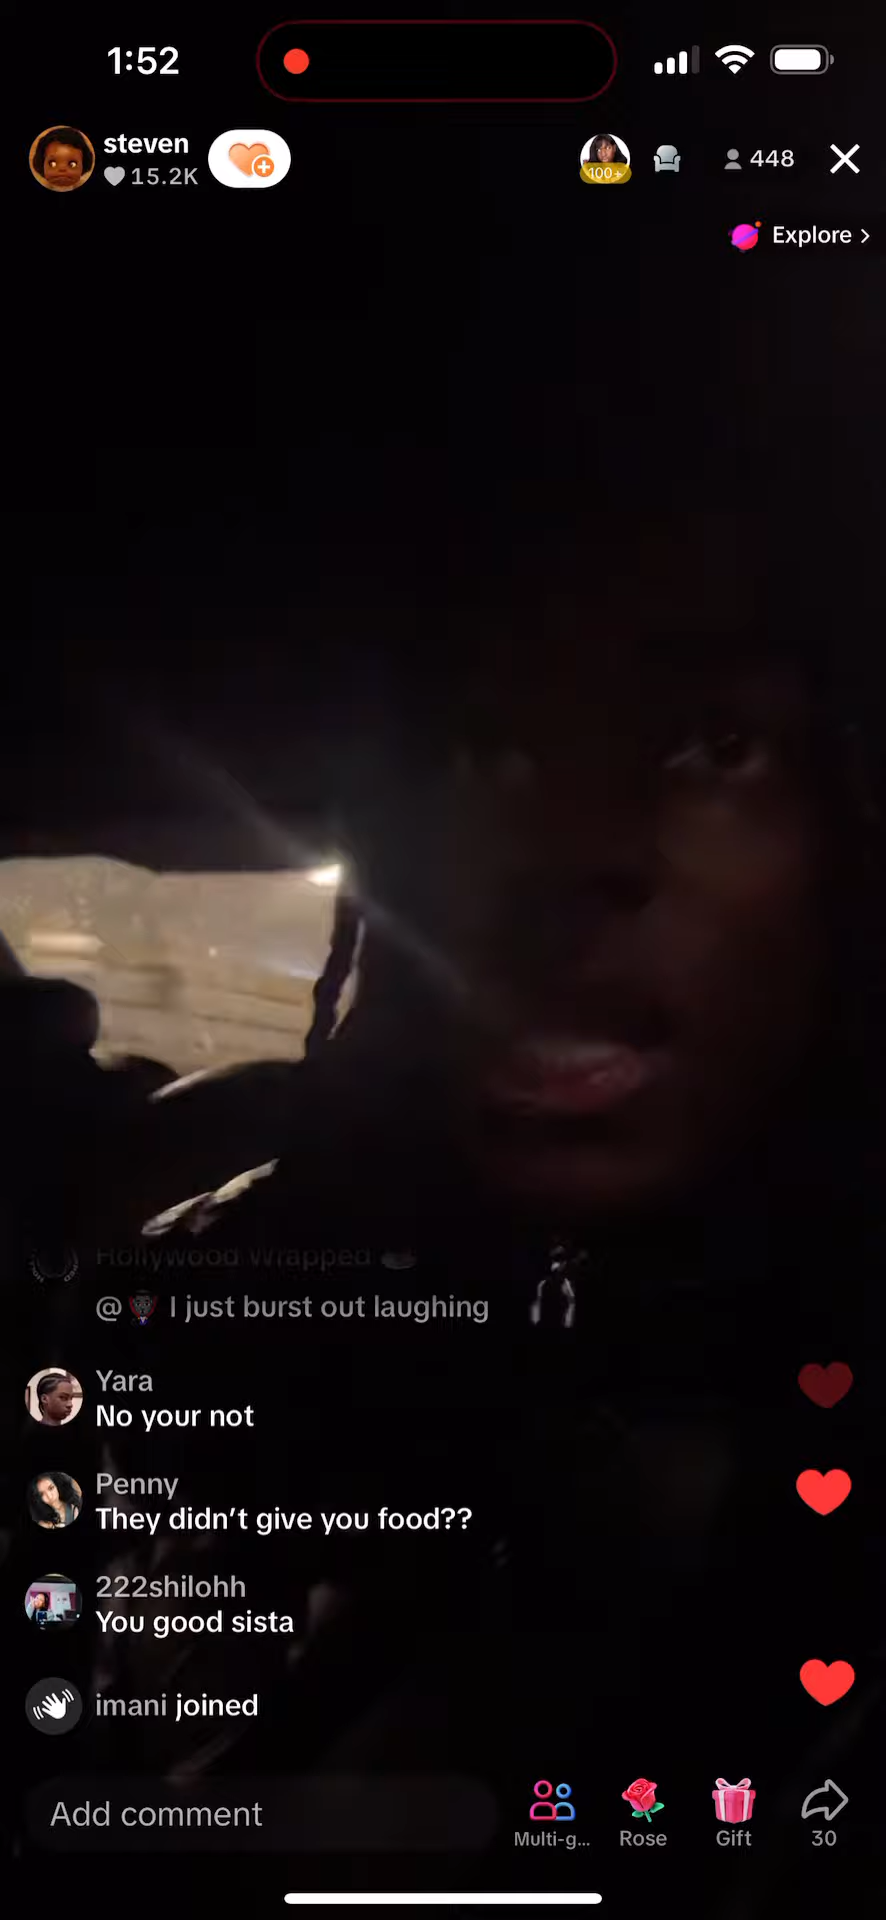 1:52
steven
15.2K
100+
448
Explore >
Hollywood Wrapped
@ I just burst out laughing
Yara
No your not
Penny
They didn't give you food??
222shilohh
You good sista
imani joined
Add comment
Multi-g...
Rose
Gift
30